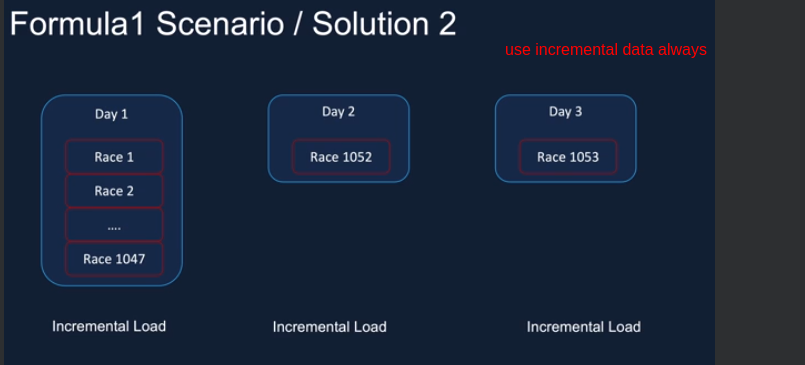 Formula1 Scenario / Solution 2
use incremental data always
Day 1
Race 1
Race 2
....
Race 1047
Day 2
Race 1052
Day 3
Race 1053
Incremental Load
Incremental Load
Incremental Load